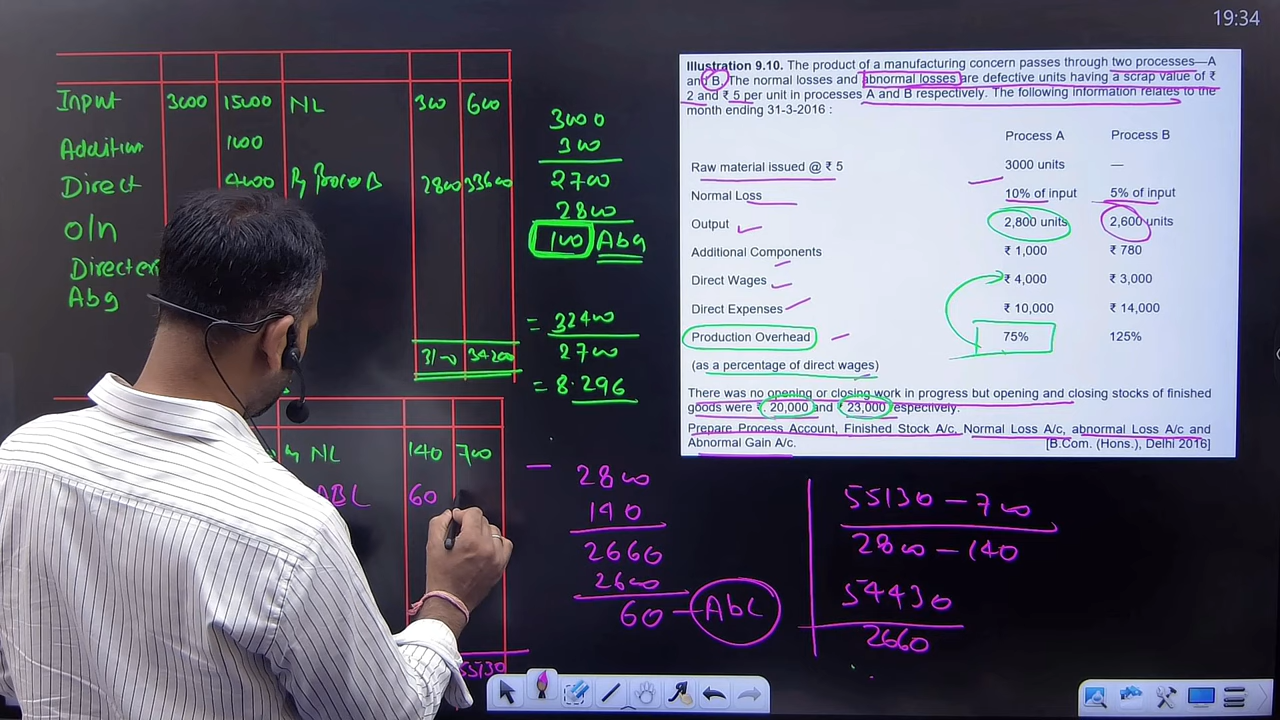 19:34
Input 3000 15000 NL 300 600
Addition 1000
Direct 4000 By Process B 2800 33600
o/n
Direct ex
Abg
3100 34200
3000
300
2700
2800
100 Abg
= 32400
2700
= 8.296
NL 140 700
ABL 60
55130
2800
140
2660
2600
60 - AbL
55130 - 700
2800 - 140
54430
2660
Illustration 9.10. The product of a manufacturing concern passes through two processes—A
and B. The normal losses and abnormal losses are defective units having a scrap value of ₹
2 and ₹ 5 per unit in processes A and B respectively. The following information relates to the
month ending 31-3-2016 :
Process A Process B
Raw material issued @ ₹ 5 3000 units —
Normal Loss 10% of input 5% of input
Output 2,800 units 2,600 units
Additional Components ₹ 1,000 ₹ 780
Direct Wages ₹ 4,000 ₹ 3,000
Direct Expenses ₹ 10,000 ₹ 14,000
Production Overhead 75% 125%
(as a percentage of direct wages)
There was no opening or closing work in progress but opening and closing stocks of finished
goods were ₹. 20,000 and ₹ 23,000 respectively.
Prepare Process Account, Finished Stock A/c, Normal Loss A/c, abnormal Loss A/c and
Abnormal Gain A/c. [B.Com. (Hons.), Delhi 2016]